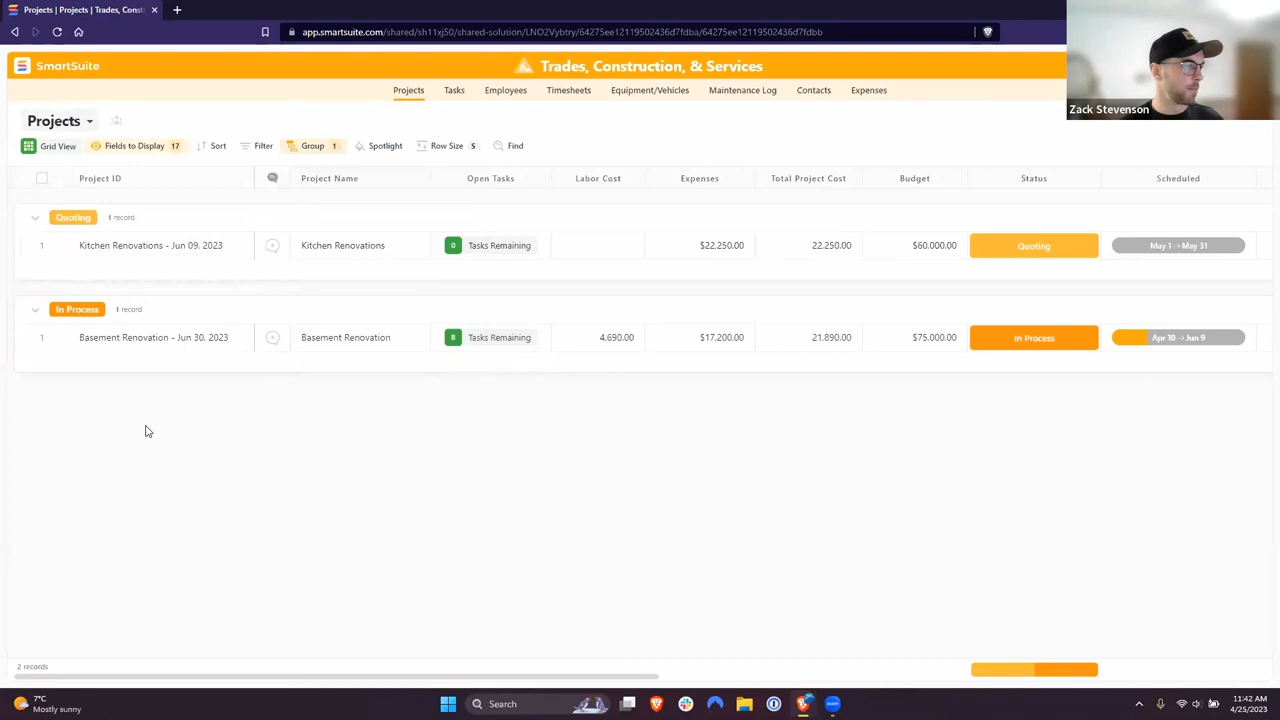 Projects | Projects | Trades, Const
app.smartsuite.com/shared/sh11xj50/shared-solution/LNO2Vybtry/64275ee12119502436d7fdba/64275ee12119502436d7fdbb
SmartSuite
Trades, Construction, & Services
Projects Tasks Employees Timesheets Equipment/Vehicles Maintenance Log Contacts Expenses
Zack Stevenson
Projects
Grid View Fields to Display 17 Sort Filter Group 1 Spotlight Row Size S Find
Project ID Project Name Open Tasks Labor Cost Expenses Total Project Cost Budget Status Scheduled
Quoting 1 record
1 Kitchen Renovations - Jun 09, 2023 Kitchen Renovations 0 Tasks Remaining $22,250.00 22,250.00 $60,000.00 Quoting May 1 → May 31
In Process 1 record
1 Basement Renovation - Jun 30, 2023 Basement Renovation 8 Tasks Remaining 4,690.00 $17,200.00 21,890.00 $75,000.00 In Process Apr 10 → Jun 9
2 records
7°C
Mostly sunny
Search
zoom
11:42 AM
4/25/2023